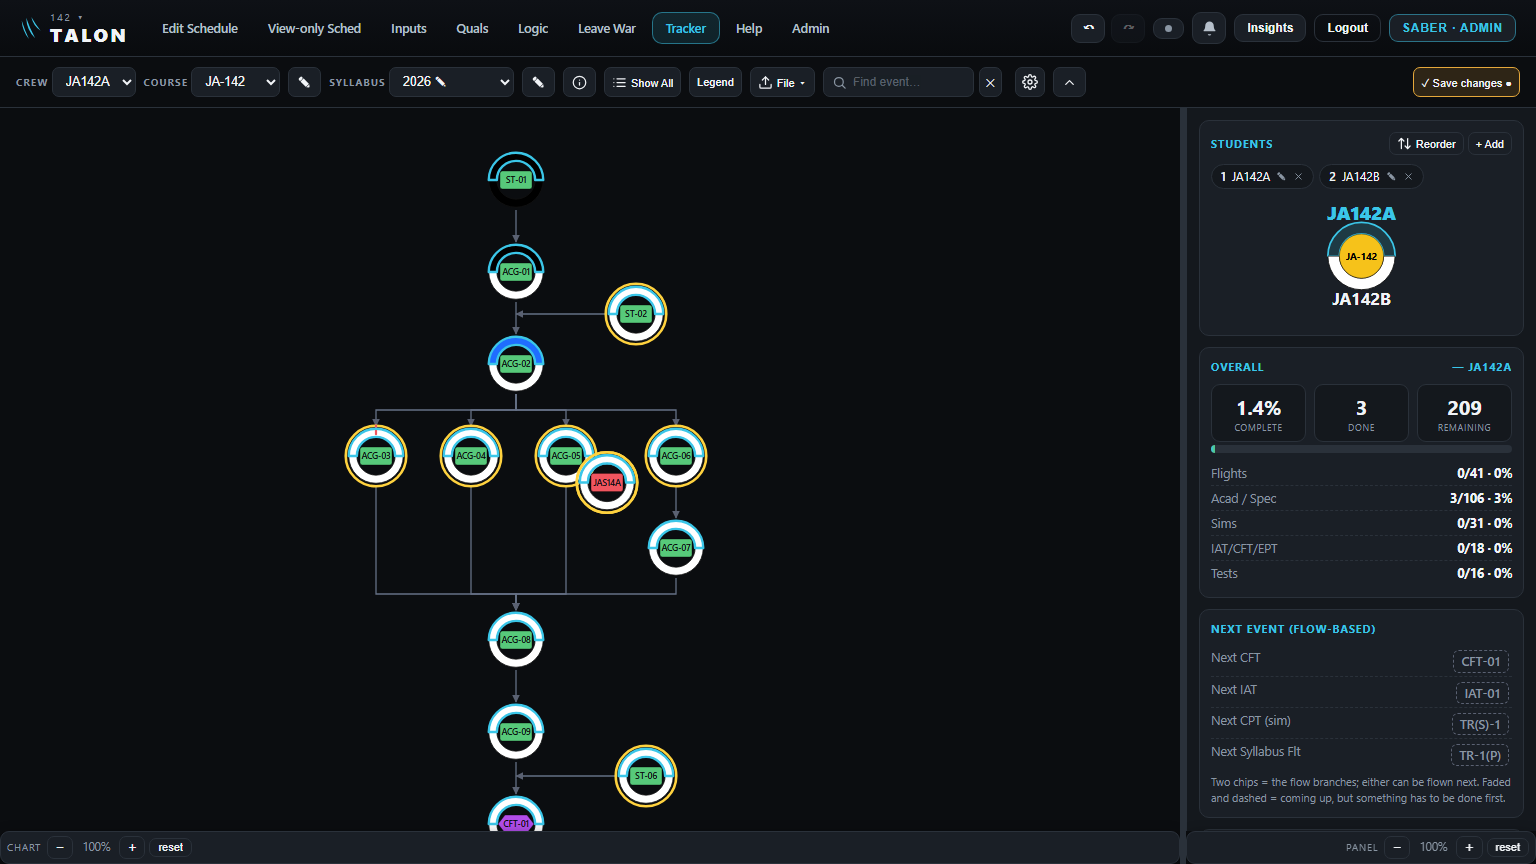 142
TALON
Edit Schedule
View-only Sched
Inputs
Quals
Logic
Leave War
Tracker
Help
Admin
Insights
Logout
SABER · ADMIN
CREW
JA142A
COURSE
JA-142
SYLLABUS
2026
Show All
Legend
File
Find event...
✓ Save changes ●
ST-01
ACG-01
ST-02
ACG-02
ACG-03
ACG-04
ACG-05
ACG-06
JAS14A
ACG-07
ACG-08
ACG-09
ST-06
CFT-01
STUDENTS
Reorder
+ Add
1 JA142A
2 JA142B
JA142A
JA-142
JA142B
OVERALL
— JA142A
1.4%
COMPLETE
3
DONE
209
REMAINING
Flights 0/41 · 0%
Acad / Spec 3/106 · 3%
Sims 0/31 · 0%
IAT/CFT/EPT 0/18 · 0%
Tests 0/16 · 0%
NEXT EVENT (FLOW-BASED)
Next CFT CFT-01
Next IAT IAT-01
Next CPT (sim) TR(S)-1
Next Syllabus Flt TR-1(P)
Two chips = the flow branches; either can be flown next. Faded
and dashed = coming up, but something has to be done first.
CHART − 100% + reset
PANEL − 100% + reset